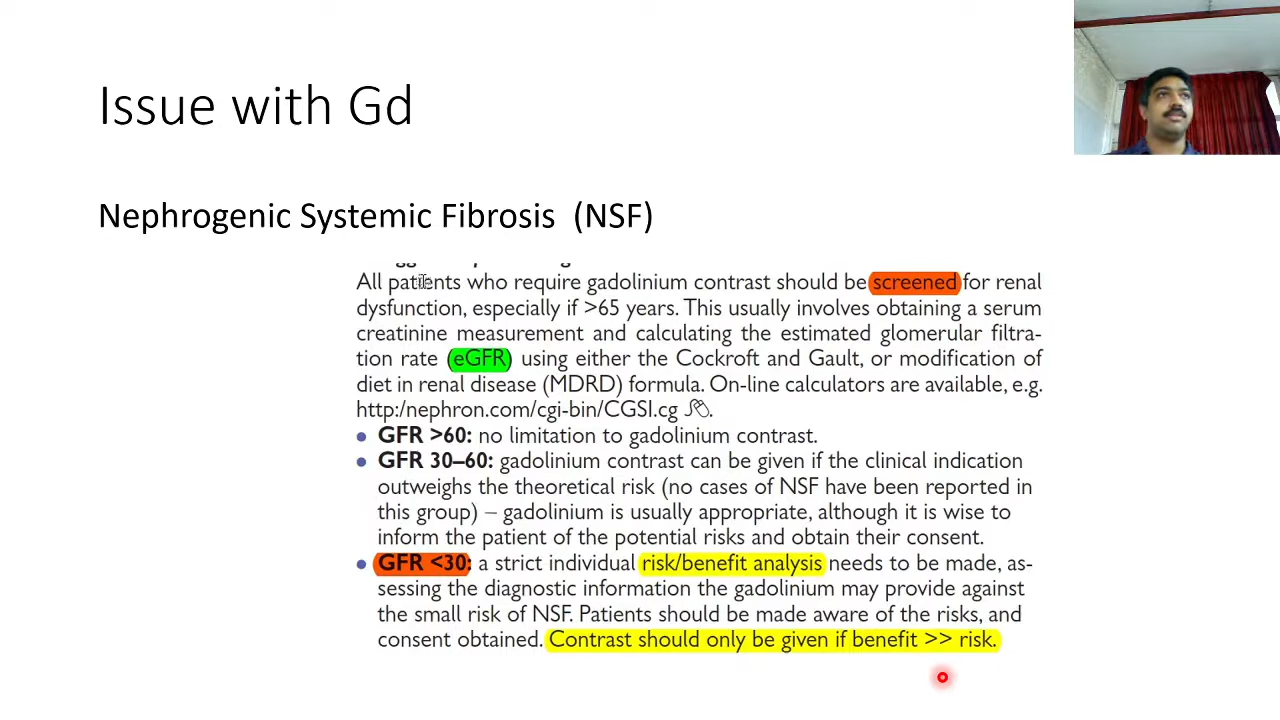 Issue with Gd
Nephrogenic Systemic Fibrosis (NSF)
All patients who require gadolinium contrast should be screened for renal
dysfunction, especially if >65 years. This usually involves obtaining a serum
creatinine measurement and calculating the estimated glomerular filtra-
tion rate (eGFR) using either the Cockroft and Gault, or modification of
diet in renal disease (MDRD) formula. On-line calculators are available, e.g.
http:/nephron.com/cgi-bin/CGSI.cg .
• GFR >60: no limitation to gadolinium contrast.
• GFR 30–60: gadolinium contrast can be given if the clinical indication
outweighs the theoretical risk (no cases of NSF have been reported in
this group) – gadolinium is usually appropriate, although it is wise to
inform the patient of the potential risks and obtain their consent.
• GFR <30: a strict individual risk/benefit analysis needs to be made, as-
sessing the diagnostic information the gadolinium may provide against
the small risk of NSF. Patients should be made aware of the risks, and
consent obtained. Contrast should only be given if benefit >> risk.